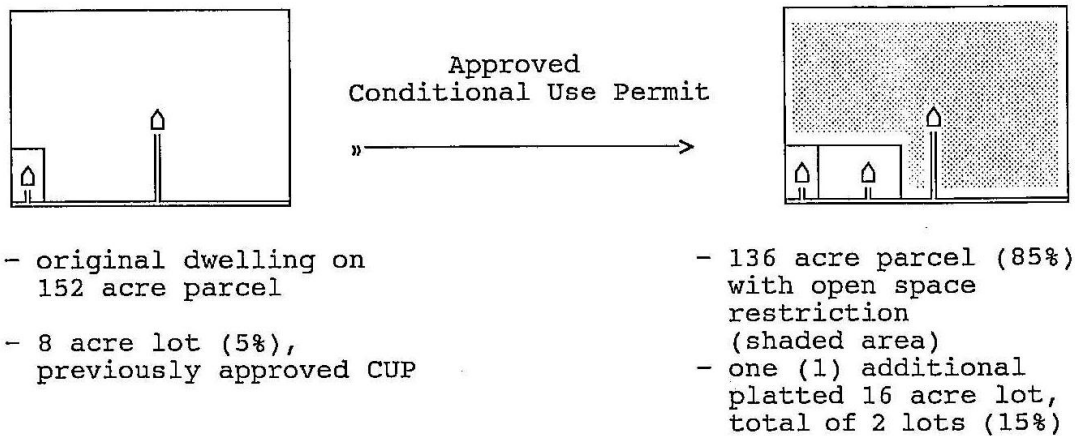 Approved
Conditional Use Permit
- original dwelling on
152 acre parcel
- 8 acre lot (5%),
previously approved CUP
- 136 acre parcel (85%)
with open space
restriction
(shaded area)
- one (1) additional
platted 16 acre lot,
total of 2 lots (15%)